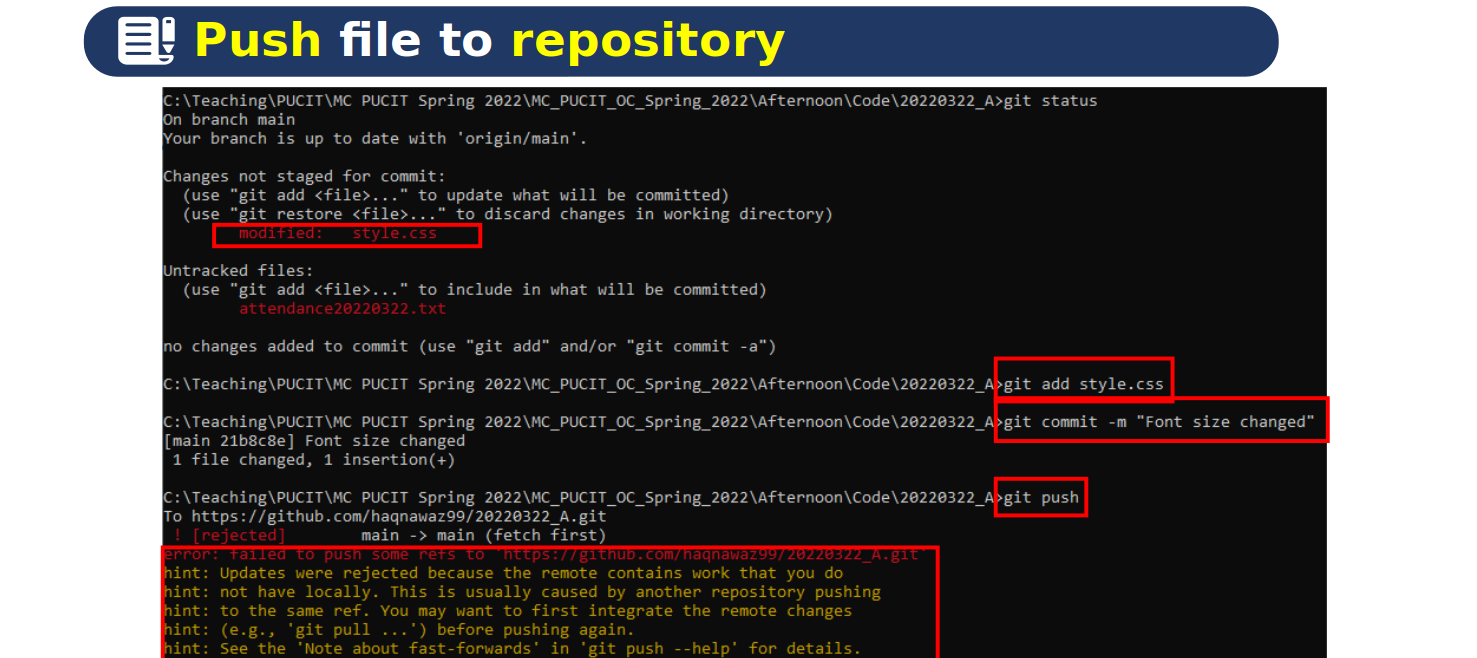 Push file to repository
C:\Teaching\PUCIT\MC PUCIT Spring 2022\MC_PUCIT_OC_Spring_2022\Afternoon\Code\20220322_A>git status
On branch main
Your branch is up to date with 'origin/main'.
Changes not staged for commit:
(use "git add <file>..." to update what will be committed)
(use "git restore <file>..." to discard changes in working directory)
modified: style.css
Untracked files:
(use "git add <file>..." to include in what will be committed)
attendance20220322.txt
no changes added to commit (use "git add" and/or "git commit -a")
C:\Teaching\PUCIT\MC PUCIT Spring 2022\MC_PUCIT_OC_Spring_2022\Afternoon\Code\20220322_A>git add style.css
C:\Teaching\PUCIT\MC PUCIT Spring 2022\MC_PUCIT_OC_Spring_2022\Afternoon\Code\20220322_A>git commit -m "Font size changed"
[main 21b8c8e] Font size changed
1 file changed, 1 insertion(+)
C:\Teaching\PUCIT\MC PUCIT Spring 2022\MC_PUCIT_OC_Spring_2022\Afternoon\Code\20220322_A>git push
To https://github.com/haqnawaz99/20220322_A.git
! [rejected] main -> main (fetch first)
error: failed to push some refs to 'https://github.com/haqnawaz99/20220322_A.git'
hint: Updates were rejected because the remote contains work that you do
hint: not have locally. This is usually caused by another repository pushing
hint: to the same ref. You may want to first integrate the remote changes
hint: (e.g., 'git pull ...') before pushing again.
hint: See the 'Note about fast-forwards' in 'git push --help' for details.